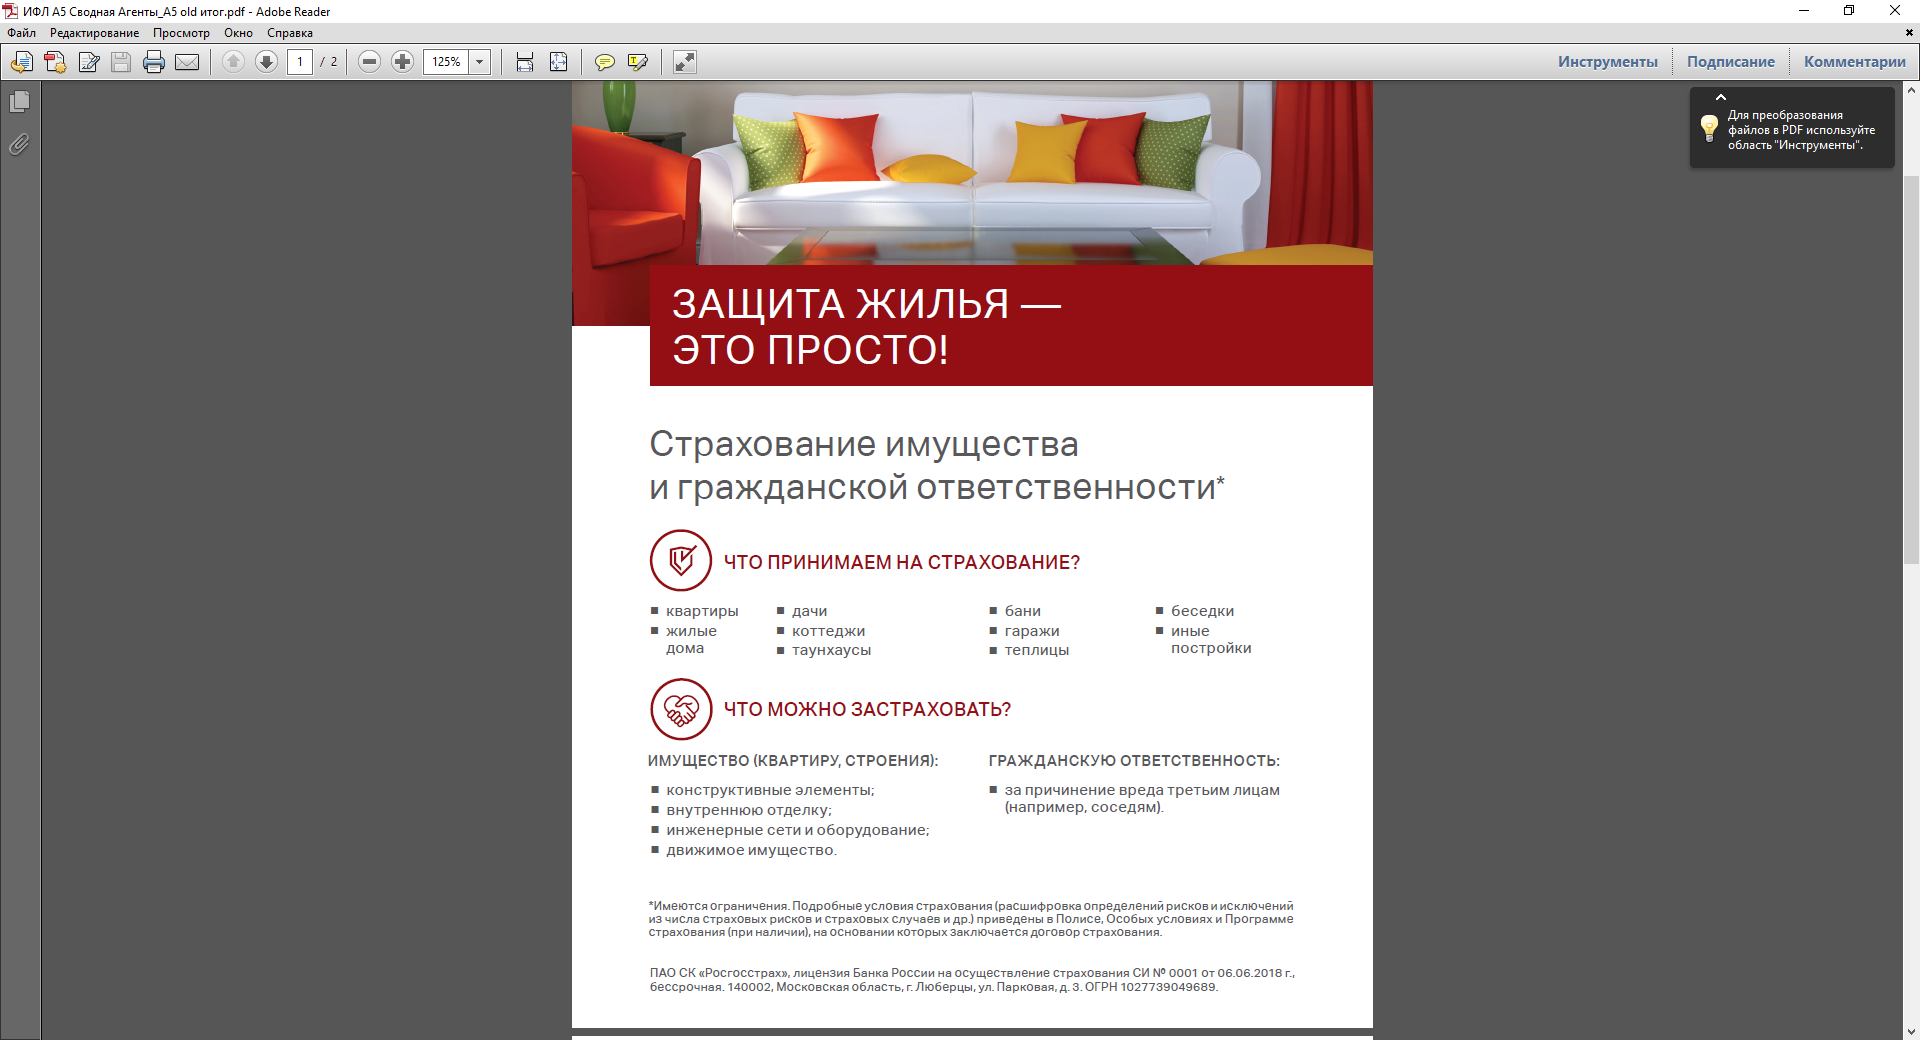 ИФЛ А5 Сводная Агенты_А5 old итог.pdf - Adobe Reader
Файл Редактирование Просмотр Окно Справка
1 / 2 125% Инструменты Подписание Комментарии
Для преобразования
файлов в PDF используйте
область "Инструменты".
ЗАЩИТА ЖИЛЬЯ —
ЭТО ПРОСТО!
Страхование имущества
и гражданской ответственности*
ЧТО ПРИНИМАЕМ НА СТРАХОВАНИЕ?
■ квартиры
■ жилые
дома
■ дачи
■ коттеджи
■ таунхаусы
■ бани
■ гаражи
■ теплицы
■ беседки
■ иные
постройки
ЧТО МОЖНО ЗАСТРАХОВАТЬ?
ИМУЩЕСТВО (КВАРТИРУ, СТРОЕНИЯ):
■ конструктивные элементы;
■ внутреннюю отделку;
■ инженерные сети и оборудование;
■ движимое имущество.
ГРАЖДАНСКУЮ ОТВЕТСТВЕННОСТЬ:
■ за причинение вреда третьим лицам
(например, соседям).
*Имеются ограничения. Подробные условия страхования (расшифровка определений рисков и исключений
из числа страховых рисков и страховых случаев и др.) приведены в Полисе, Особых условиях и Программе
страхования (при наличии), на основании которых заключается договор страхования.
ПАО СК «Росгосстрах», лицензия Банка России на осуществление страхования СИ № 0001 от 06.06.2018 г.,
бессрочная. 140002, Московская область, г. Люберцы, ул. Парковая, д. 3. ОГРН 1027739049689.